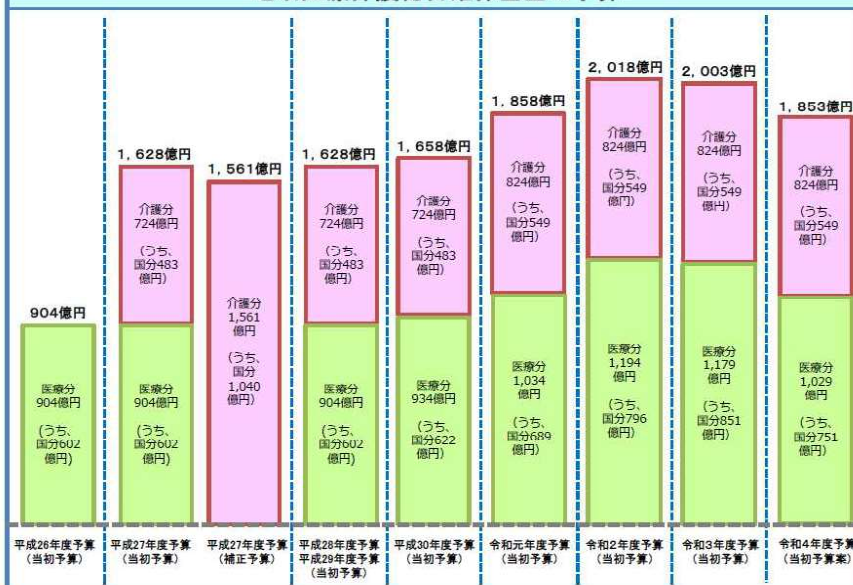 904億円
医療分
904億円
(うち、
国分602
億円)
平成26年度予算
(当初予算)
1,628億円
介護分
724億円
(うち、
国分483
億円)
医療分
904億円
(うち、
国分602
億円)
平成27年度予算
(当初予算)
1,561億円
介護分
1,561
億円
(うち、
国分
1,040
億円)
平成27年度予算
(補正予算)
1,628億円
介護分
724億円
(うち、
国分483
億円)
医療分
904億円
(うち、
国分602
億円)
平成28年度予算
平成29年度予算
(当初予算)
1,658億円
介護分
724億円
(うち、
国分483
億円)
医療分
934億円
(うち、
国分622
億円)
平成30年度予算
(当初予算)
1,858億円
介護分
824億円
(うち、
国分549
億円)
医療分
1,034
億円
(うち、
国分689
億円)
令和元年度予算
(当初予算)
2,018億円
介護分
824億円
(うち、
国分549
億円)
医療分
1,194
億円
(うち、
国分796
億円)
令和2年度予算
(当初予算)
2,003億円
介護分
824億円
(うち、
国分549
億円)
医療分
1,179
億円
(うち、
国分851
億円)
令和3年度予算
(当初予算)
1,853億円
介護分
824億円
(うち、
国分549
億円)
医療分
1,029
億円
(うち、
国分751
億円)
令和4年度予算
(当初予算案)